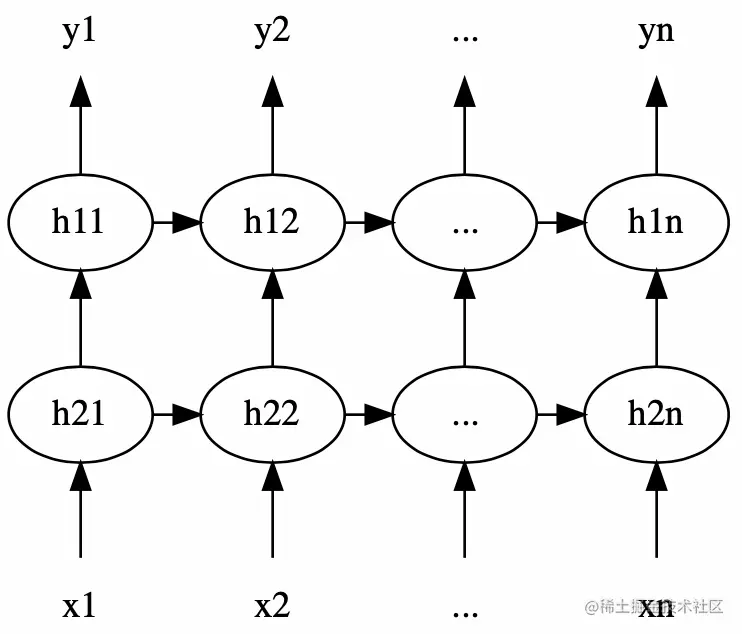 y1 y2 ... yn
h11 h12 ... h1n
h21 h22 ... h2n
x1 x2 ... xn
@稀土掘金技术社区